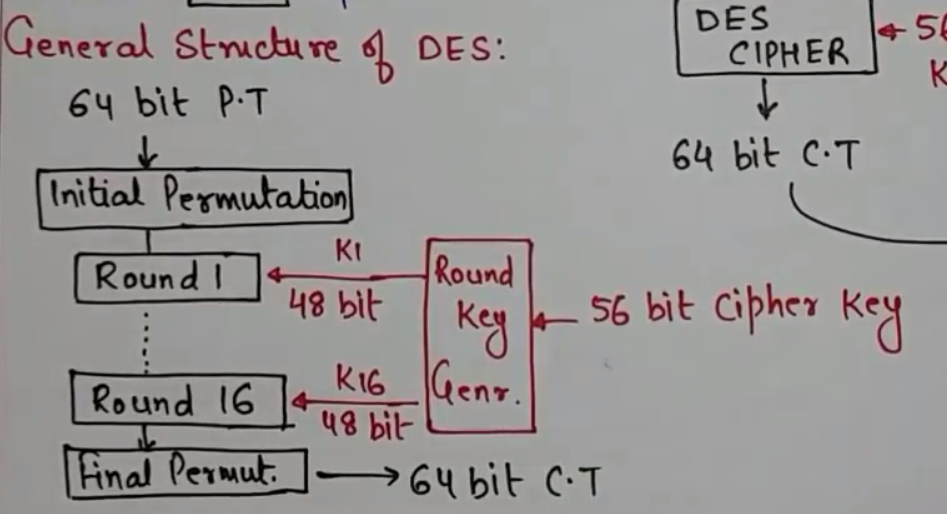 General Structure of DES:
64 bit P.T
Initial Permutation
Round 1
K1
48 bit
Round
Key
Genr.
56 bit Cipher Key
Round 16
K16
48 bit
Final Permut.
64 bit C.T
DES
CIPHER
56
K
64 bit C.T